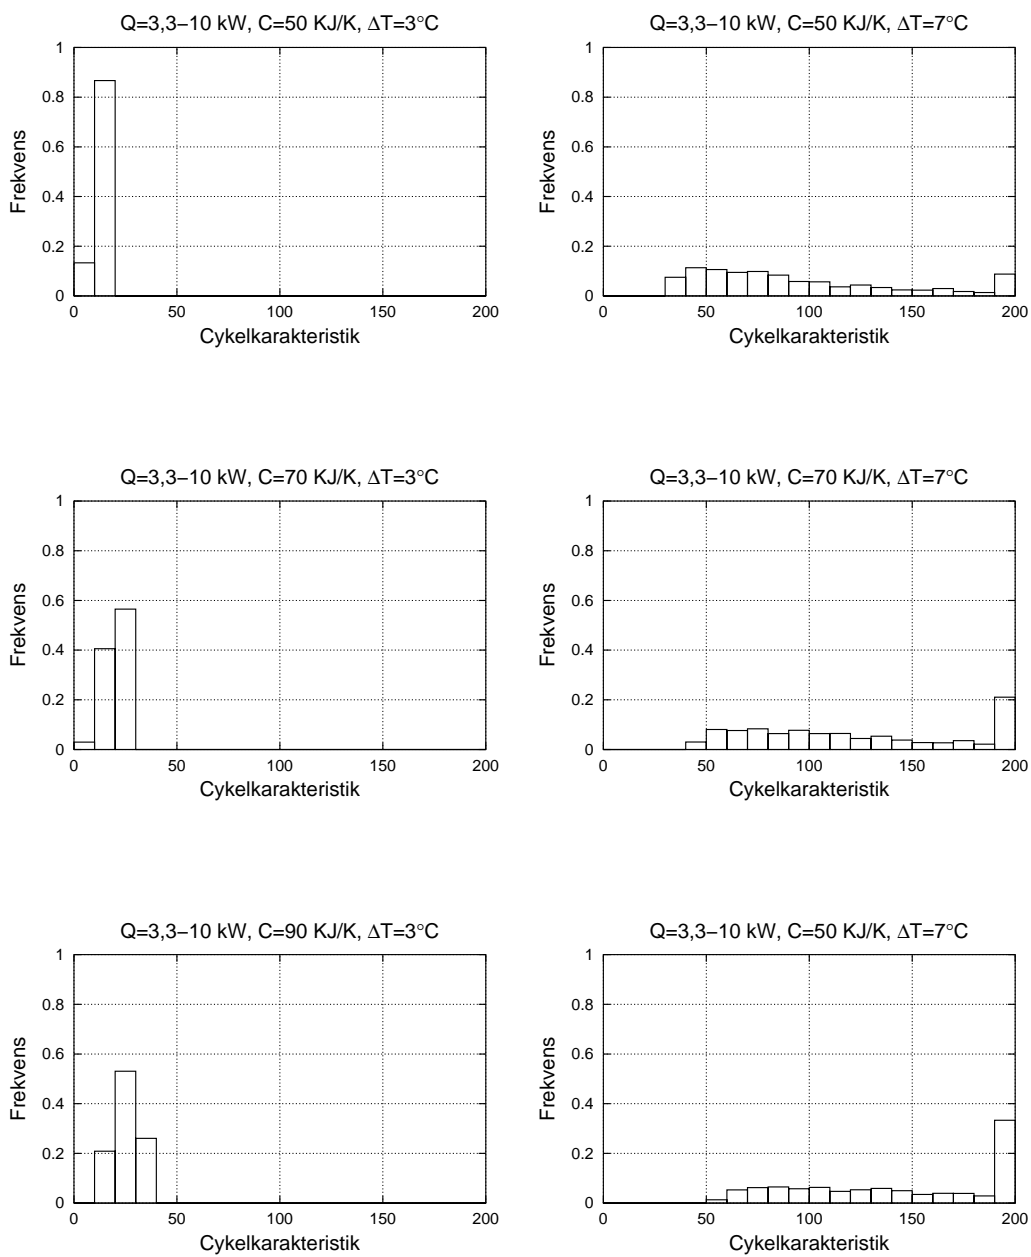 Q=3,3−10 kW, C=50 KJ/K, ΔT=3°C
1
0.8
0.6
0.4
0.2
0
0 50 100 150 200
Frekvens
Cykelkarakteristik
Q=3,3−10 kW, C=50 KJ/K, ΔT=7°C
1
0.8
0.6
0.4
0.2
0
0 50 100 150 200
Frekvens
Cykelkarakteristik
Q=3,3−10 kW, C=70 KJ/K, ΔT=3°C
1
0.8
0.6
0.4
0.2
0
0 50 100 150 200
Frekvens
Cykelkarakteristik
Q=3,3−10 kW, C=70 KJ/K, ΔT=7°C
1
0.8
0.6
0.4
0.2
0
0 50 100 150 200
Frekvens
Cykelkarakteristik
Q=3,3−10 kW, C=90 KJ/K, ΔT=3°C
1
0.8
0.6
0.4
0.2
0
0 50 100 150 200
Frekvens
Cykelkarakteristik
Q=3,3−10 kW, C=50 KJ/K, ΔT=7°C
1
0.8
0.6
0.4
0.2
0
0 50 100 150 200
Frekvens
Cykelkarakteristik